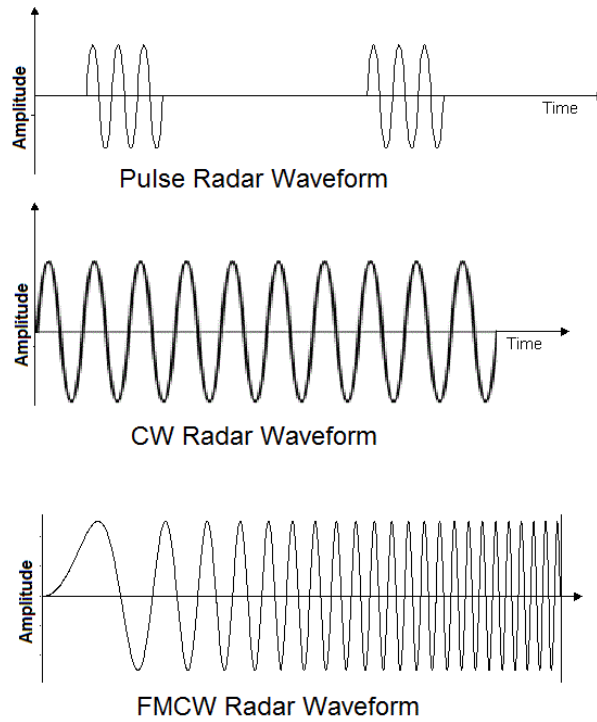 Amplitude
Time
Pulse Radar Waveform
Amplitude
Time
CW Radar Waveform
Amplitude
FMCW Radar Waveform